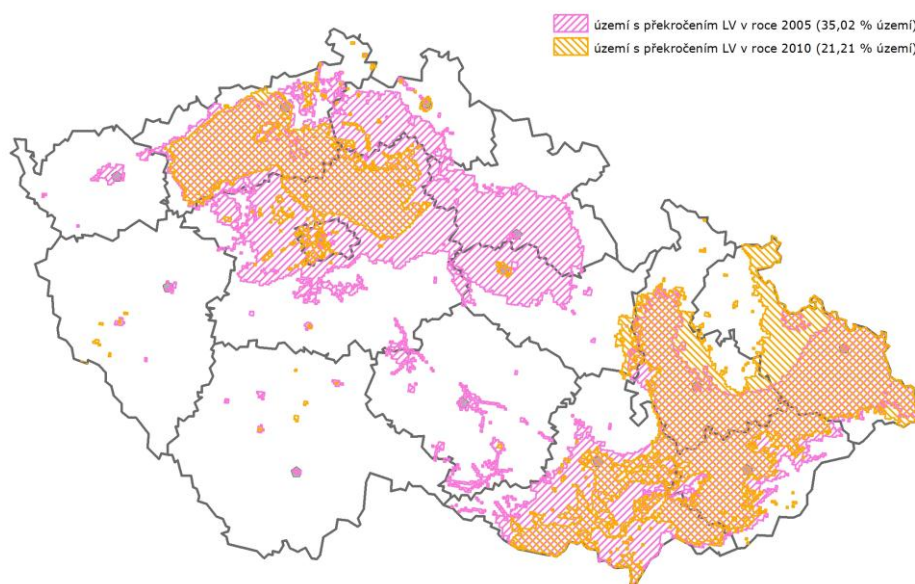 území s překročením LV v roce 2005 (35,02 % území)
území s překročením LV v roce 2010 (21,21 % území)